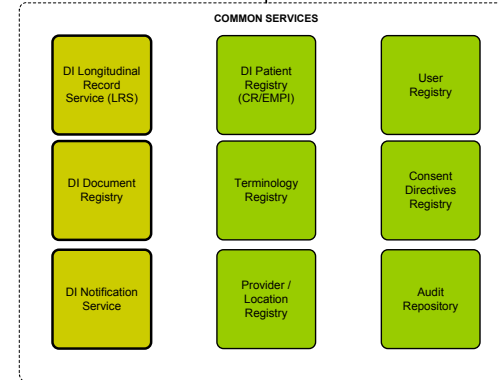 COMMON SERVICES
DI Longitudinal
Record
Service (LRS)
DI Patient
Registry
(CR/EMPI)
User
Registry
DI Document
Registry
Terminology
Registry
Consent
Directives
Registry
DI Notification
Service
Provider /
Location
Registry
Audit
Repository